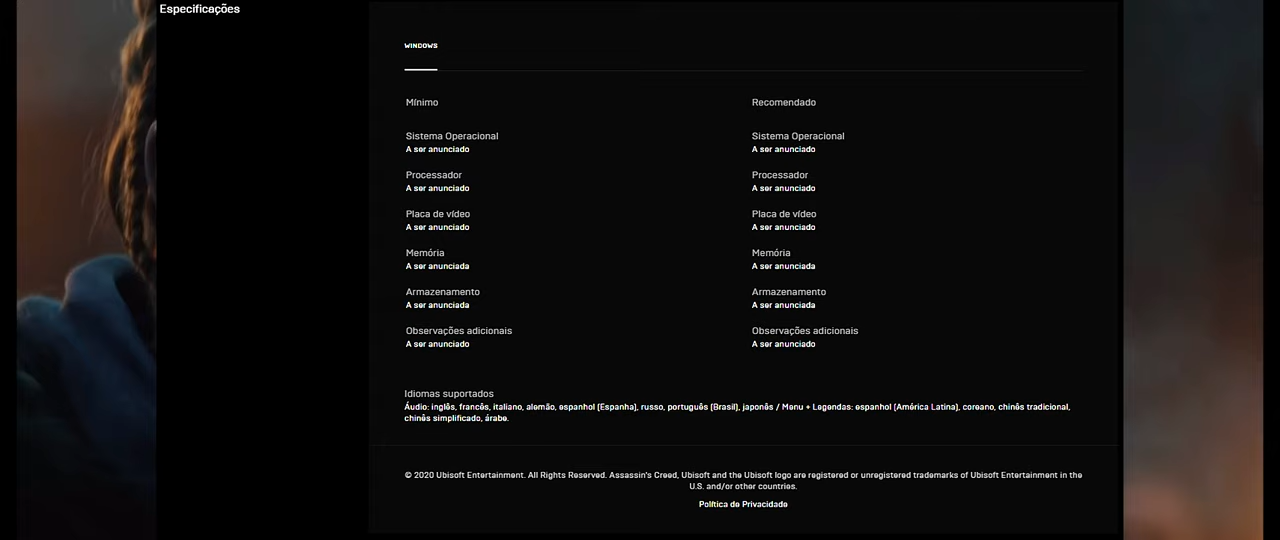 Especificações
WINDOWS
Mínimo
Recomendado
Sistema Operacional
A ser anunciado
Sistema Operacional
A ser anunciado
Processador
A ser anunciado
Processador
A ser anunciado
Placa de vídeo
A ser anunciado
Placa de vídeo
A ser anunciado
Memória
A ser anunciada
Memória
A ser anunciada
Armazenamento
A ser anunciada
Armazenamento
A ser anunciada
Observações adicionais
A ser anunciado
Observações adicionais
A ser anunciado
Idiomas suportados
Áudio: inglês, francês, italiano, alemão, espanhol (Espanha), russo, português (Brasil), japonês / Menu + Legendas: espanhol (América Latina), coreano, chinês tradicional,
chinês simplificado, árabe.
© 2020 Ubisoft Entertainment. All Rights Reserved. Assassin's Creed, Ubisoft and the Ubisoft logo are registered or unregistered trademarks of Ubisoft Entertainment in the
U.S. and/or other countries.
Política de Privacidade